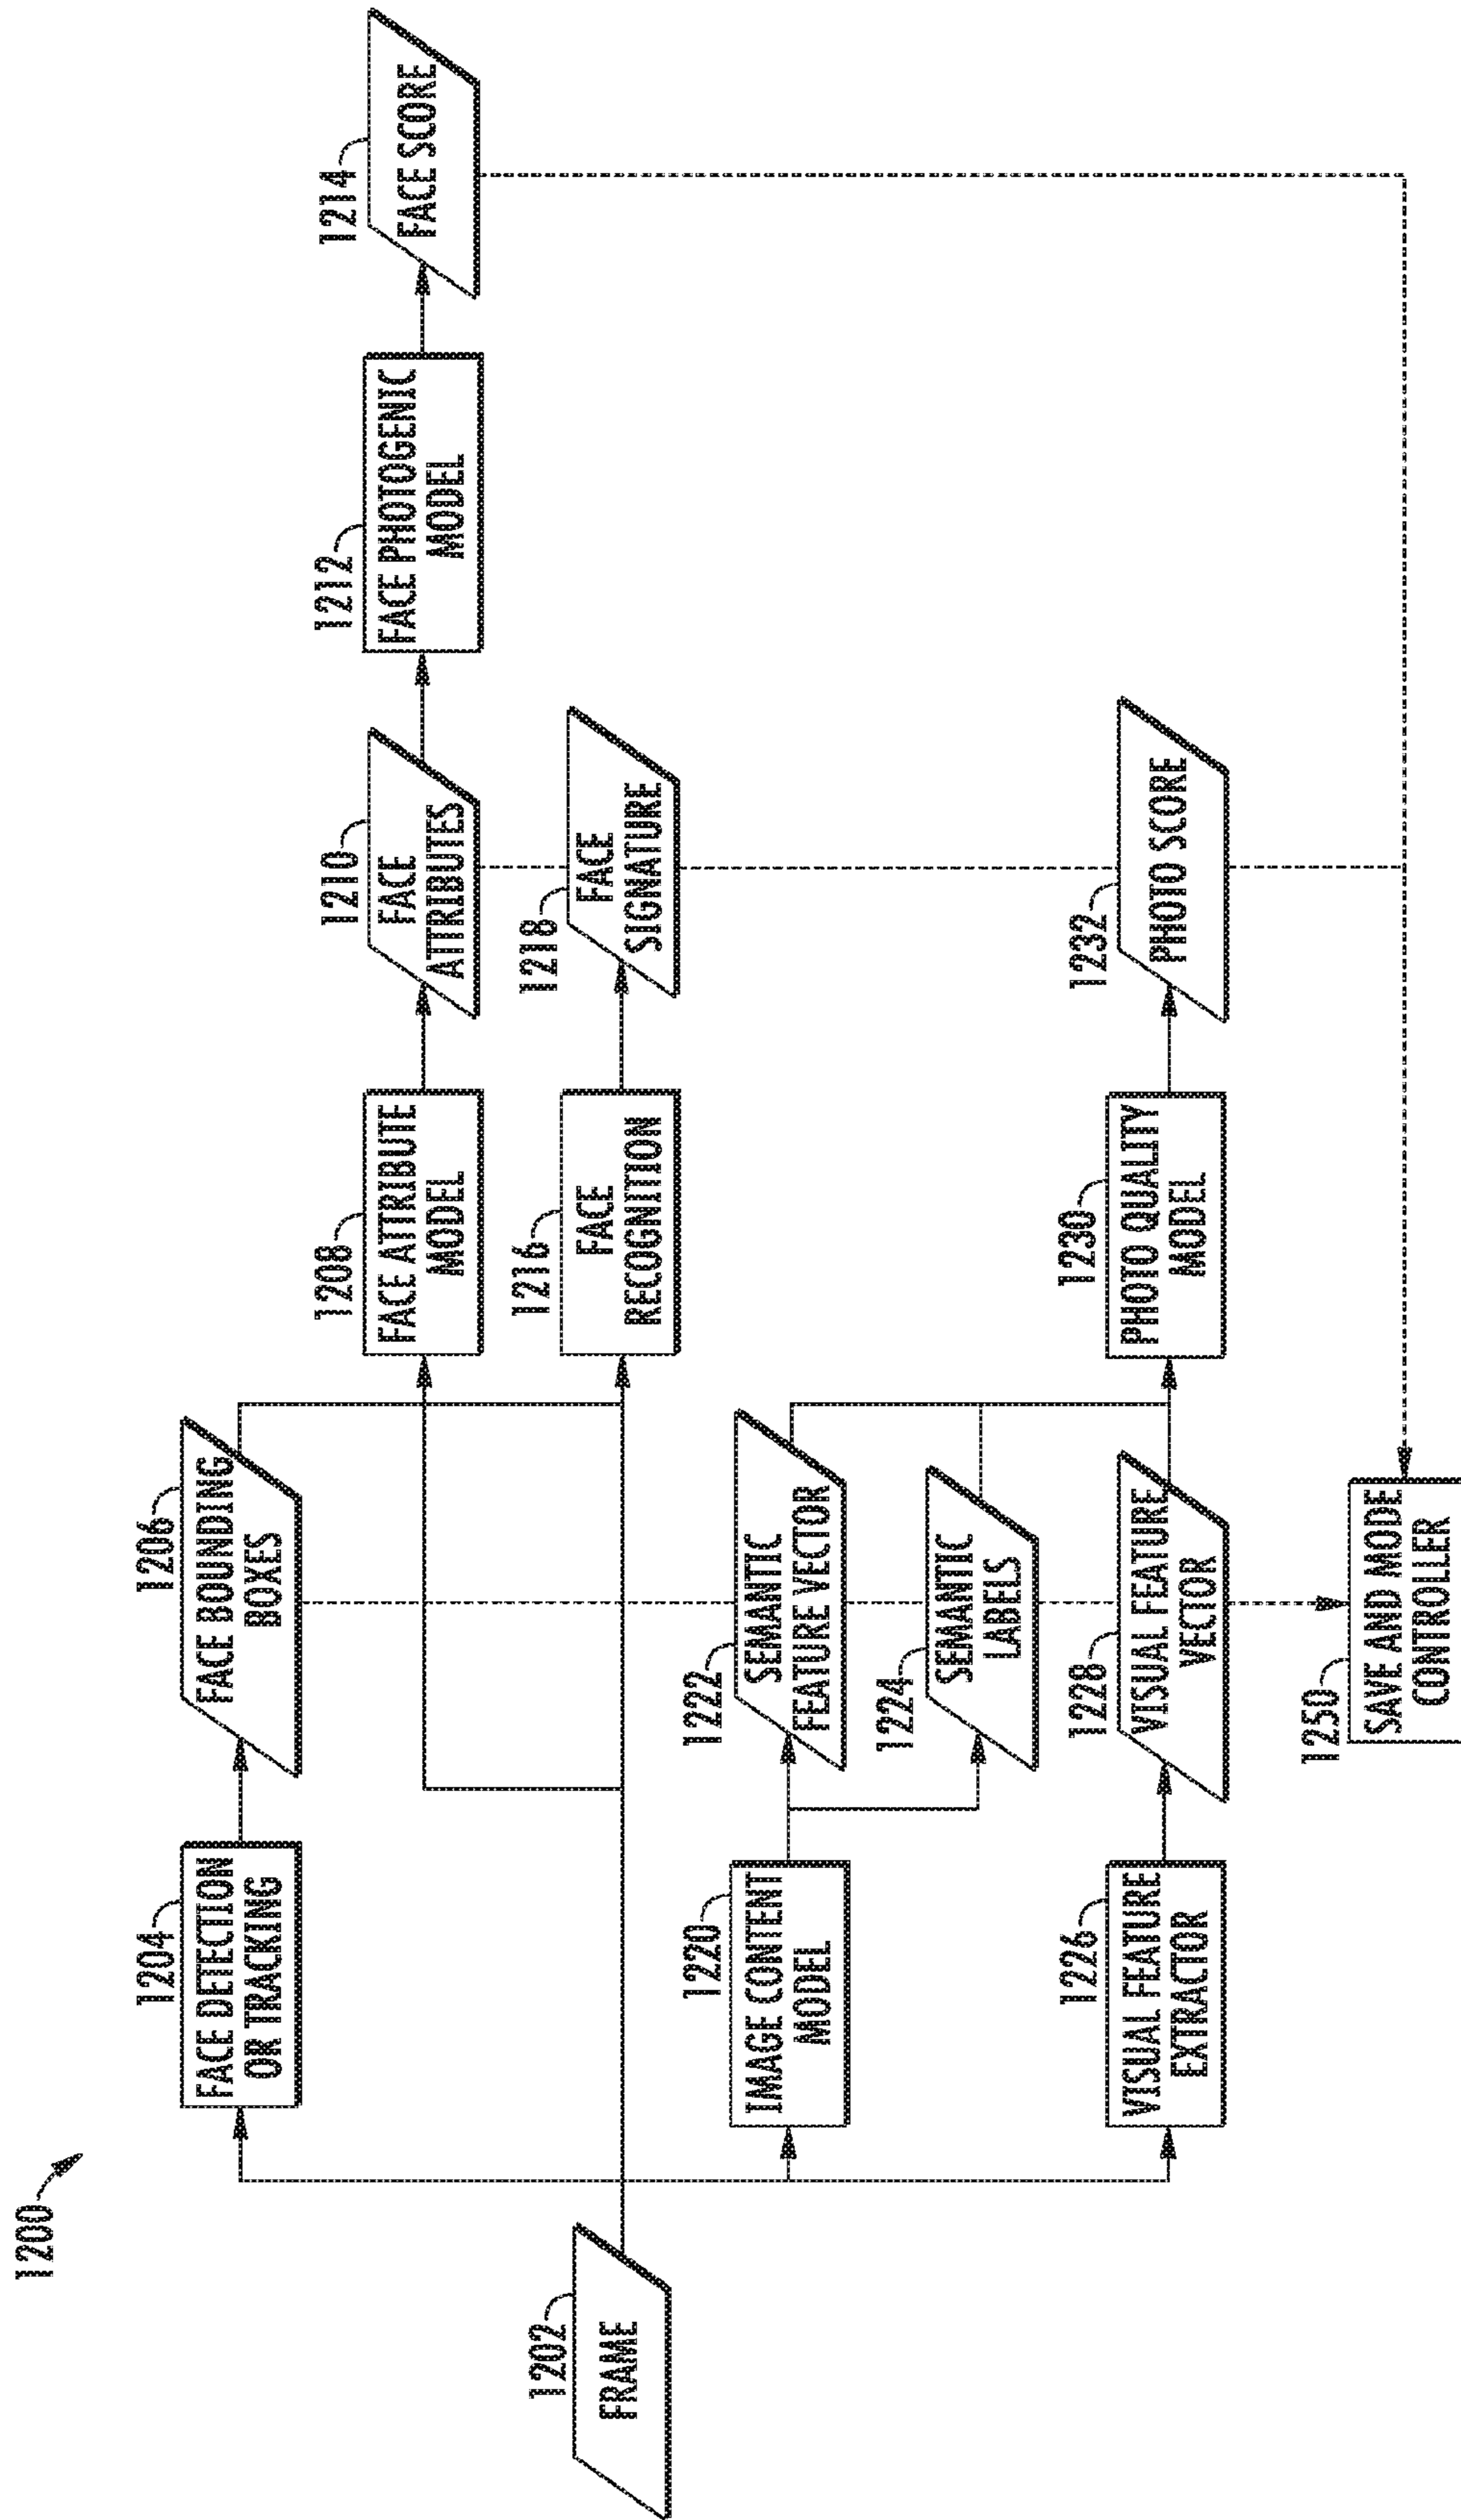 1200
1202
FRAME
1204
FACE DETECTION
OR TRACKING
1206
FACE BOUNDING
BOXES
1208
FACE ATTRIBUTE
MODEL
1210
FACE
ATTRIBUTES
1212
FACE PHOTOGENIC
MODEL
1214
FACE SCORE
1216
FACE
RECOGNITION
1218
FACE
SIGNATURE
1220
IMAGE CONTENT
MODEL
1222
SEMANTIC
FEATURE VECTOR
1224
SEMANTIC
LABELS
1226
VISUAL FEATURE
EXTRACTOR
1228
VISUAL FEATURE
VECTOR
1230
PHOTO QUALITY
MODEL
1232
PHOTO SCORE
1250
SAVE AND MODE
CONTROLLER